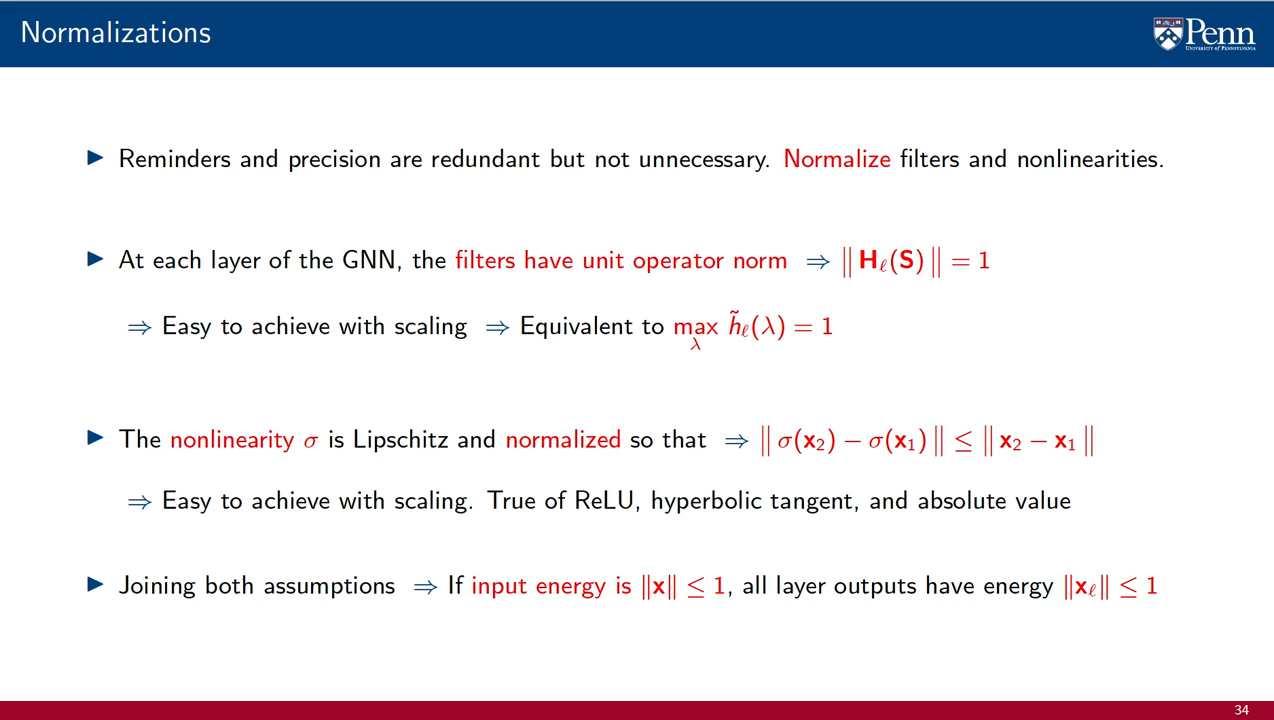 Normalizations
Penn
UNIVERSITY OF PENNSYLVANIA
▶ Reminders and precision are redundant but not unnecessary. Normalize filters and nonlinearities.
▶ At each layer of the GNN, the filters have unit operator norm ⇒ ‖ H_ℓ(S) ‖ = 1
⇒ Easy to achieve with scaling ⇒ Equivalent to max_λ h̃_ℓ(λ) = 1
▶ The nonlinearity σ is Lipschitz and normalized so that ⇒ ‖ σ(x₂) − σ(x₁) ‖ ≤ ‖ x₂ − x₁ ‖
⇒ Easy to achieve with scaling. True of ReLU, hyperbolic tangent, and absolute value
▶ Joining both assumptions ⇒ If input energy is ‖x‖ ≤ 1, all layer outputs have energy ‖x_ℓ‖ ≤ 1
34